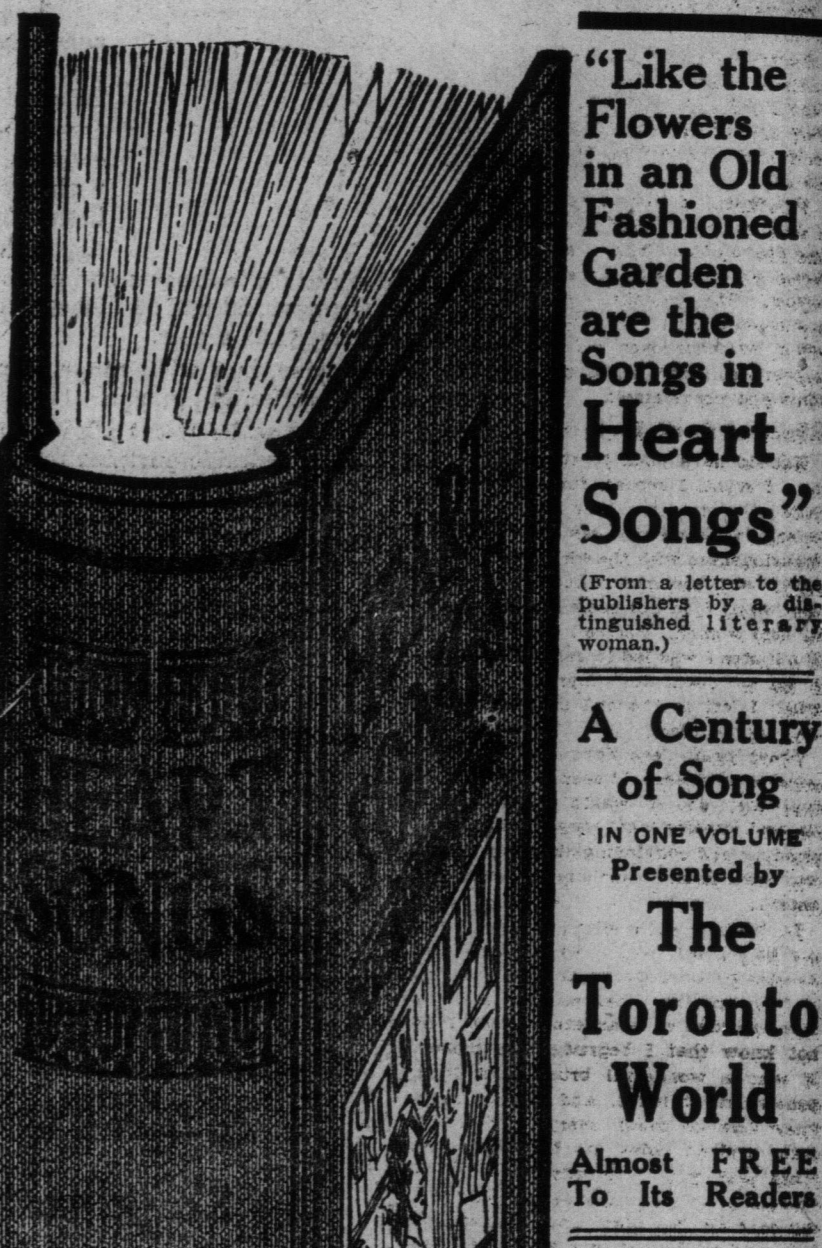 “Like the
Flowers
in an Old
Fashioned
Garden
are the
Songs in
Heart
Songs”
(From a letter to the
publishers by a dis-
tinguished literary
woman.)
A Century
of Song
IN ONE VOLUME
Presented by
The
Toronto
World
Almost FREE
To Its Readers
HEART
SONGS